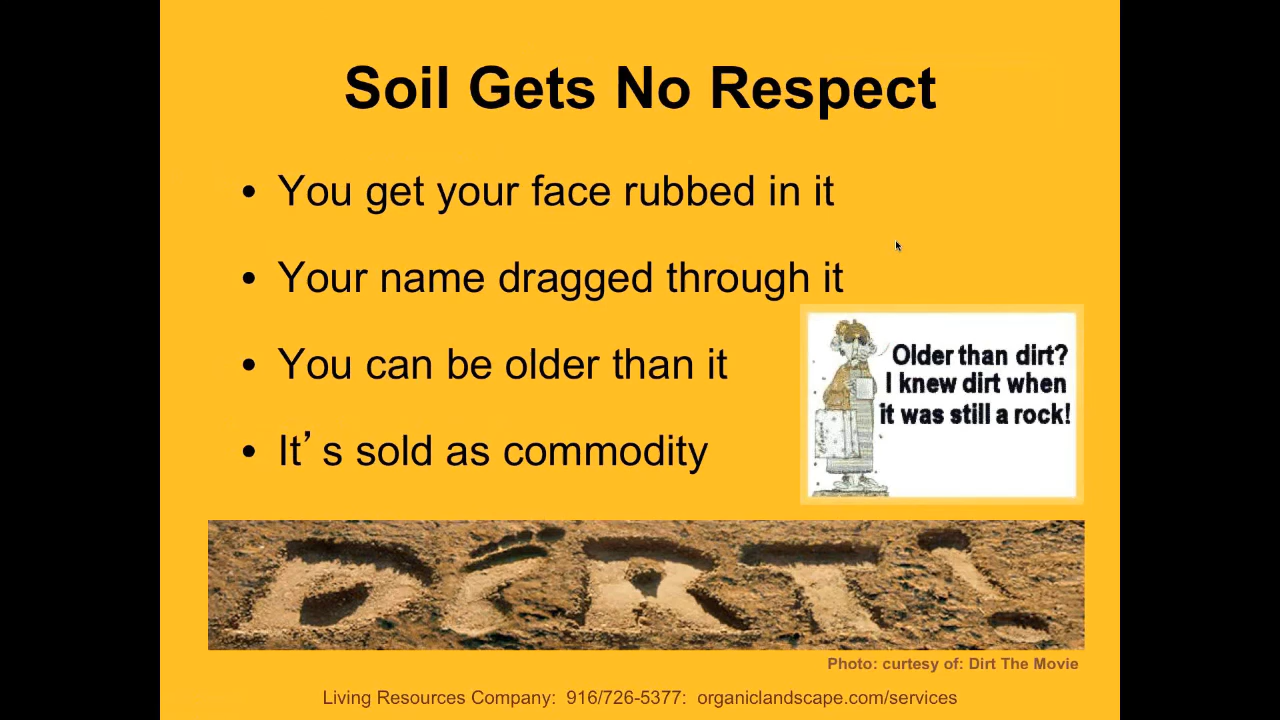 Soil Gets No Respect
• You get your face rubbed in it
• Your name dragged through it
• You can be older than it
• It’s sold as commodity
Older than dirt?
I knew dirt when
it was still a rock!
DiRT!
Photo: curtesy of: Dirt The Movie
Living Resources Company: 916/726-5377: organiclandscape.com/services